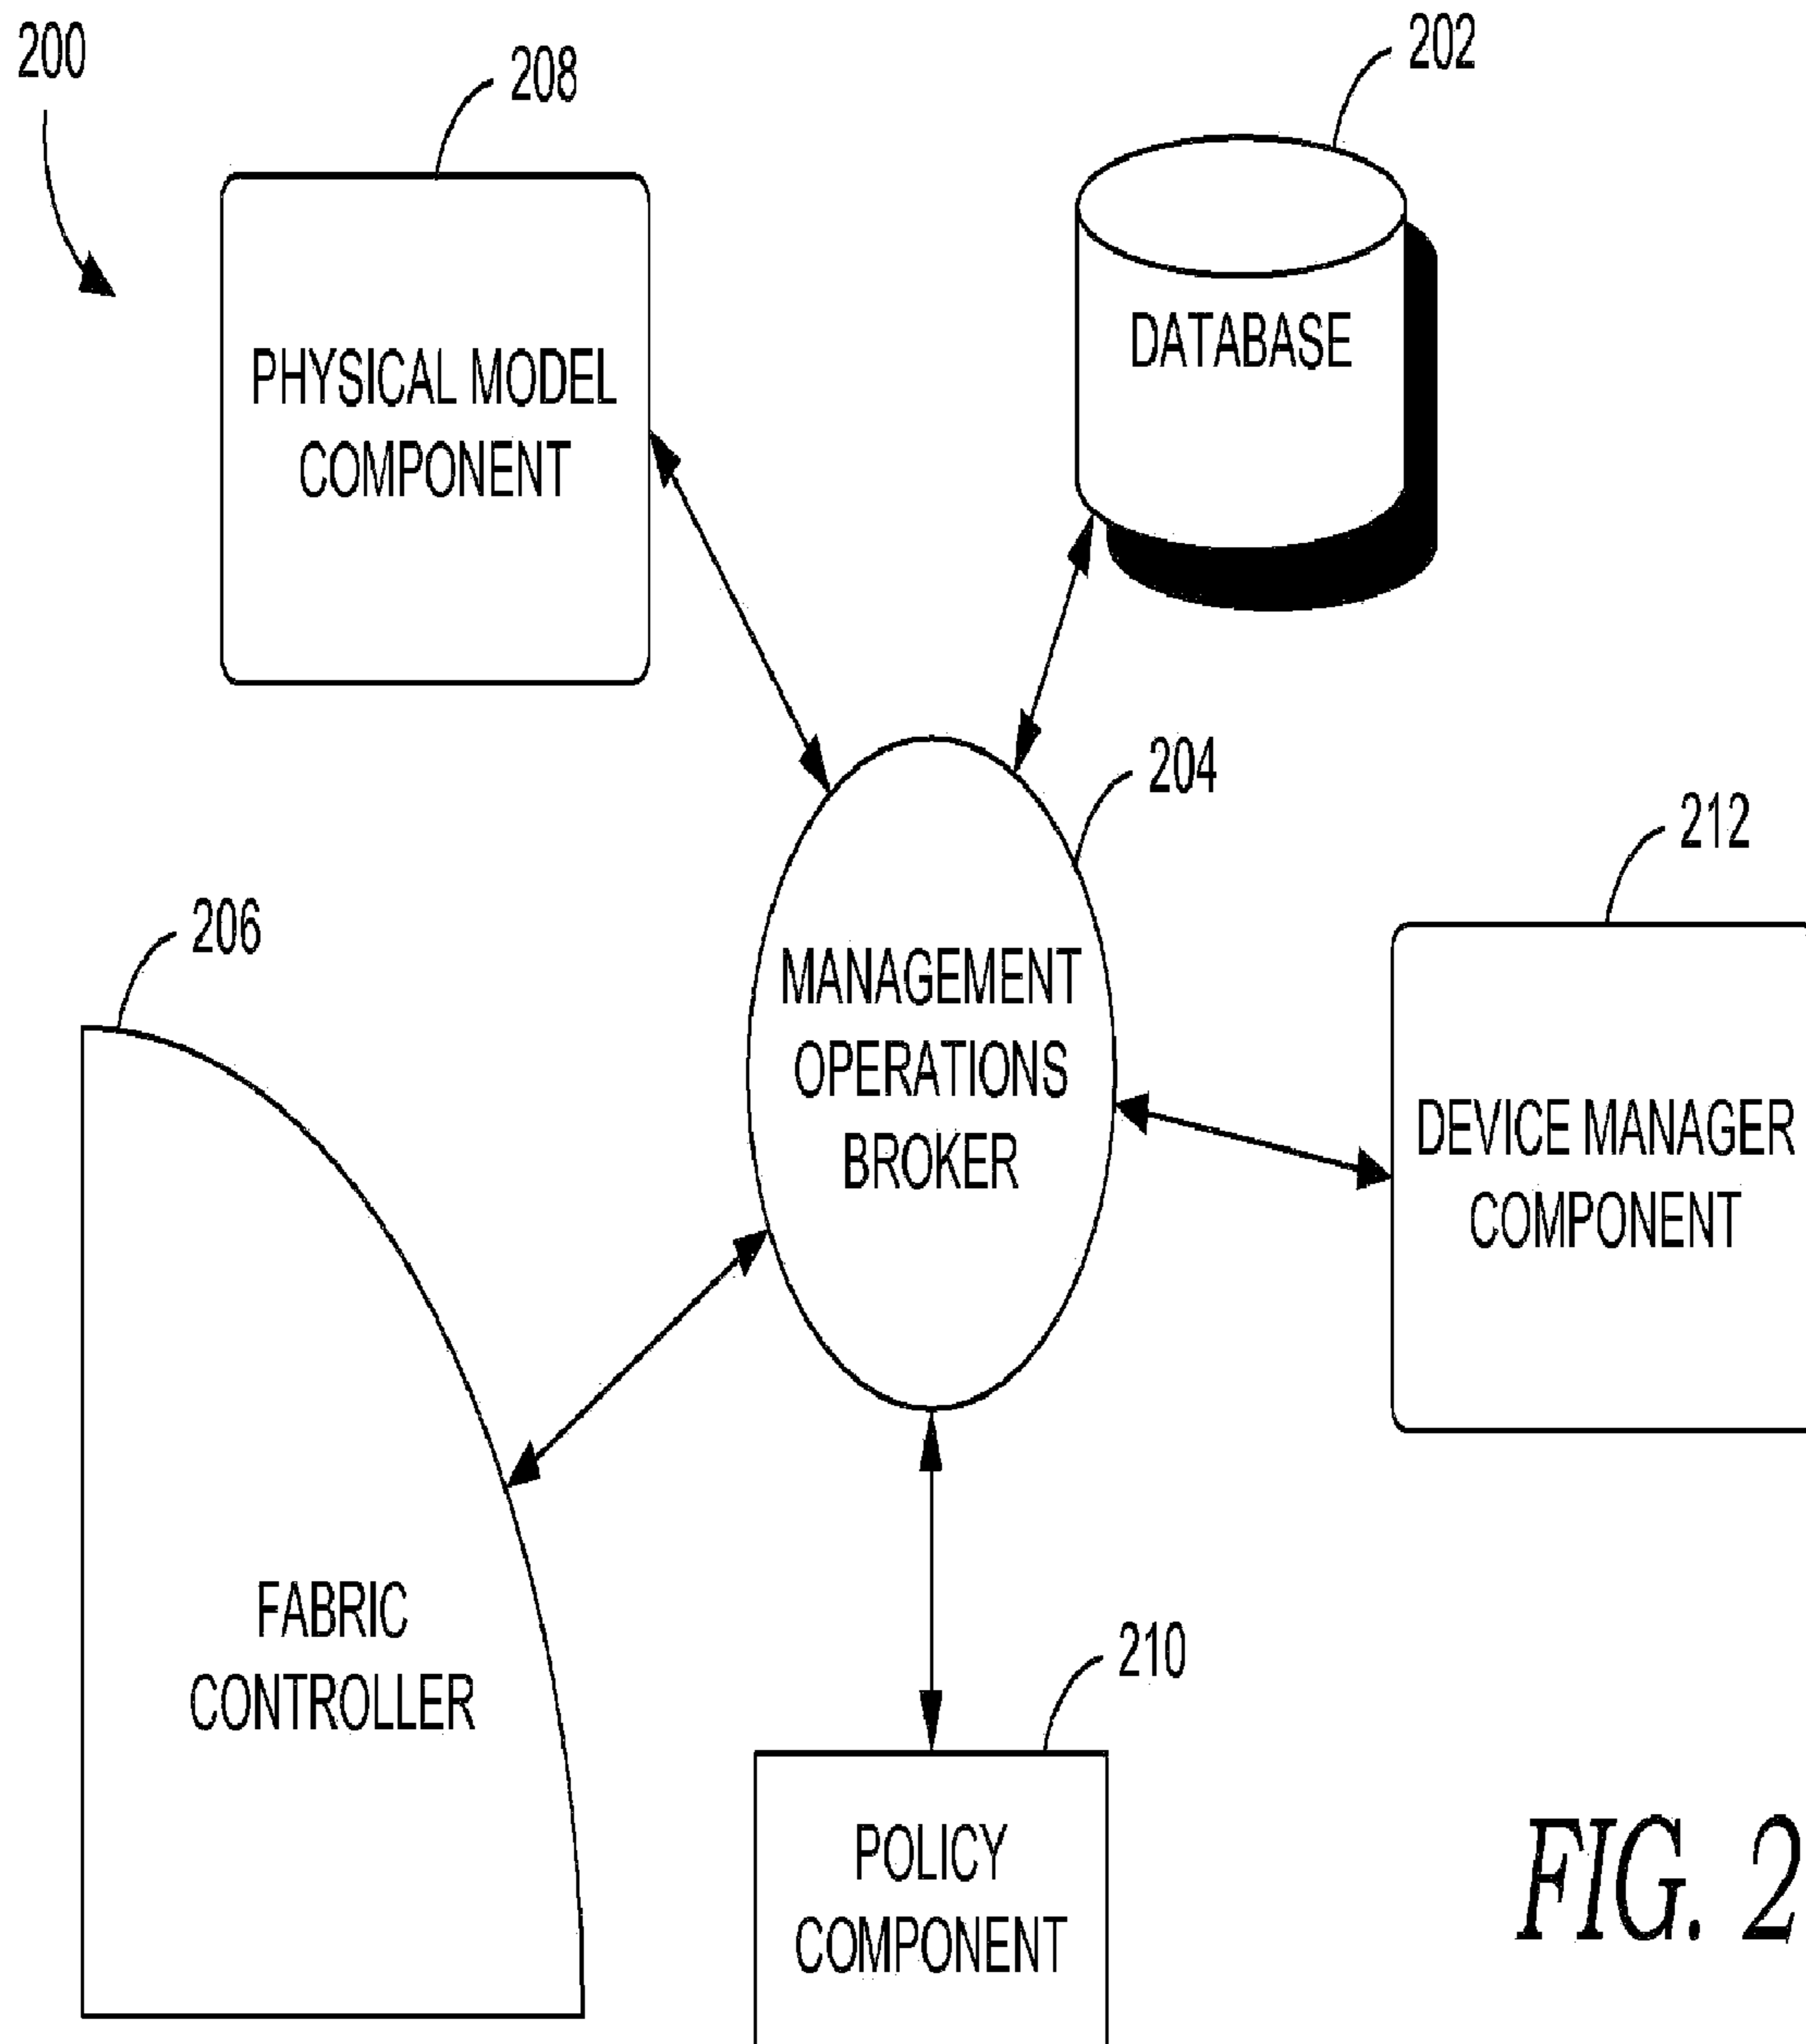 200
208
202
PHYSICAL MODEL
COMPONENT
DATABASE
204
212
206
MANAGEMENT
OPERATIONS
BROKER
DEVICE MANAGER
COMPONENT
FABRIC
CONTROLLER
210
POLICY
COMPONENT
FIG. 2